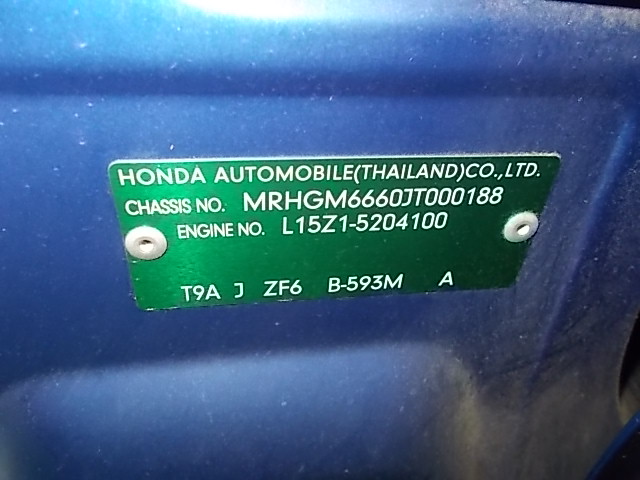 HONDA AUTOMOBILE(THAILAND)CO.,LTD.
CHASSIS NO. MRHGM6660JT000188
ENGINE NO. L15Z1-5204100
T9A J ZF6 B-593M A